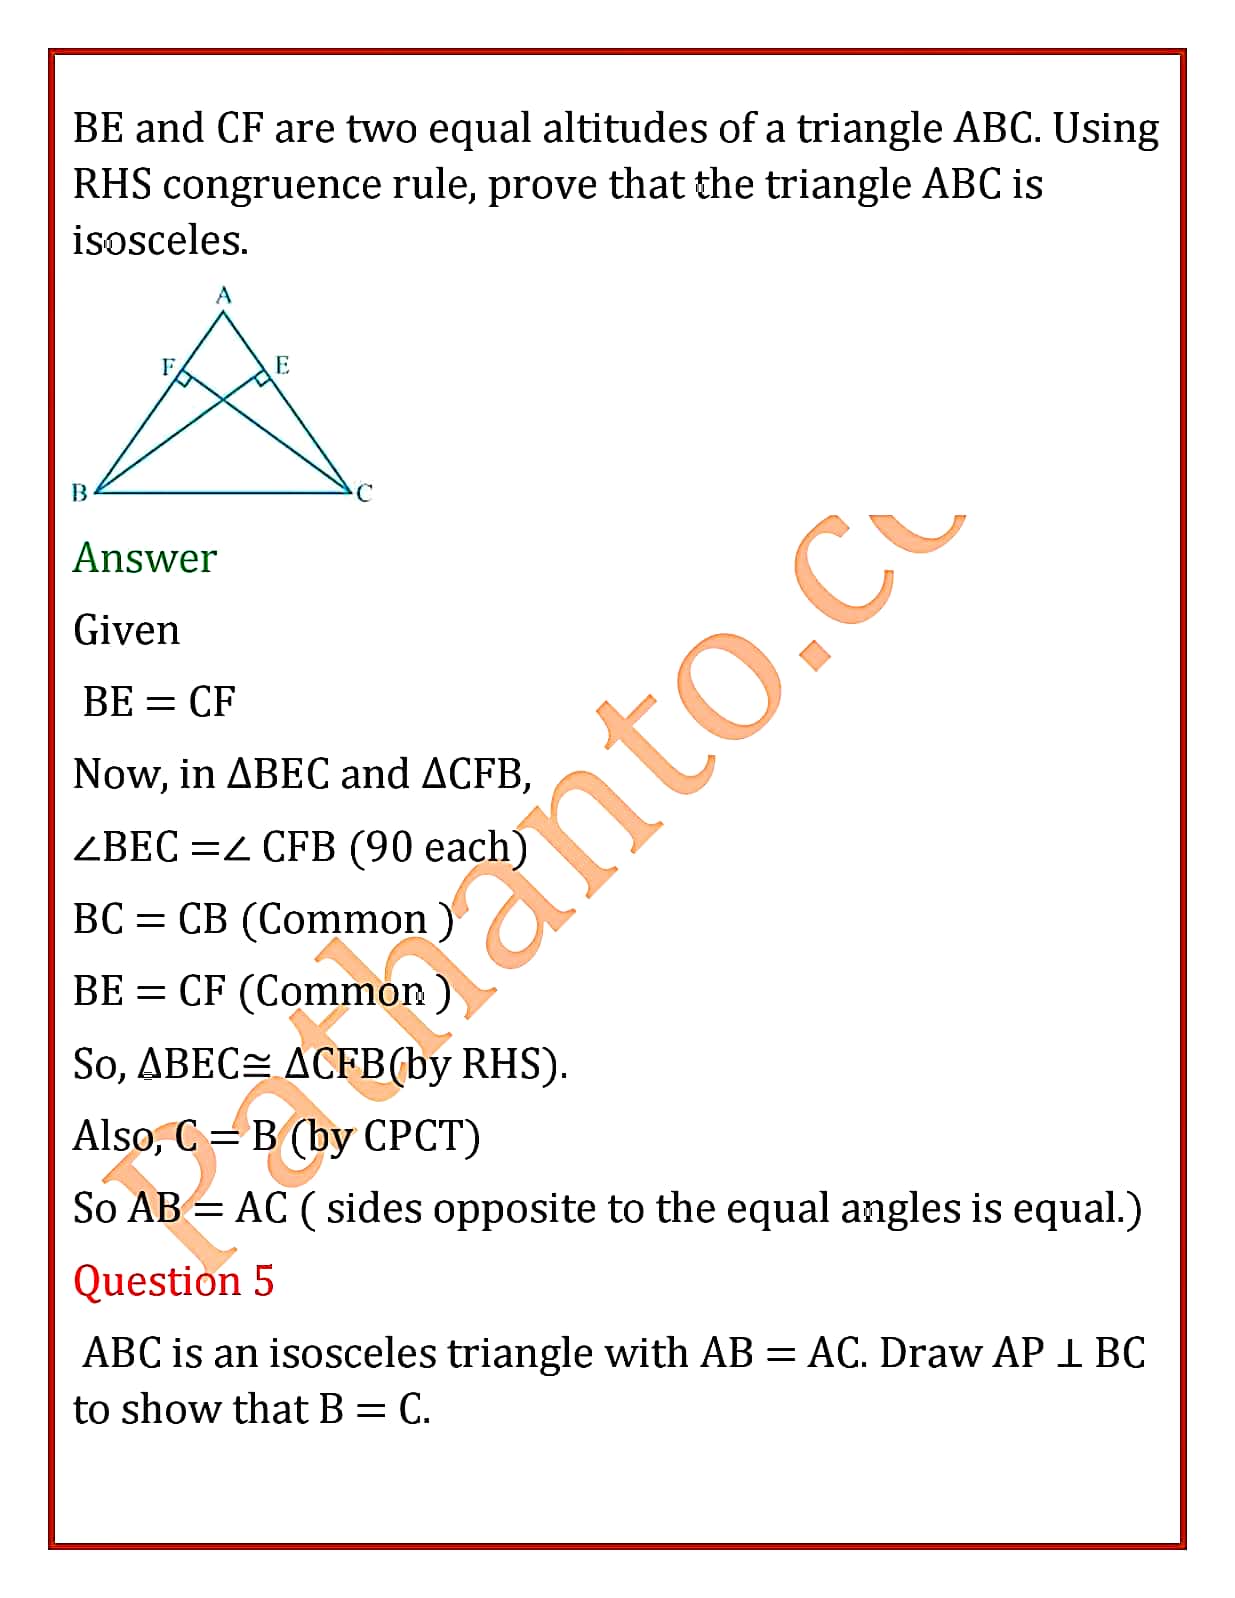 BE and CF are two equal altitudes of a triangle ABC. Using
RHS congruence rule, prove that the triangle ABC is
isosceles.
A
F E
B C
Answer
Given
BE = CF
Now, in ΔBEC and ΔCFB,
∠BEC =∠ CFB (90 each)
BC = CB (Common )
BE = CF (Common )
So, ΔBEC≅ ΔCFB(by RHS).
Also, C = B (by CPCT)
So AB = AC ( sides opposite to the equal angles is equal.)
Question 5
ABC is an isosceles triangle with AB = AC. Draw AP ⊥ BC
to show that B = C.
Pathanto.co